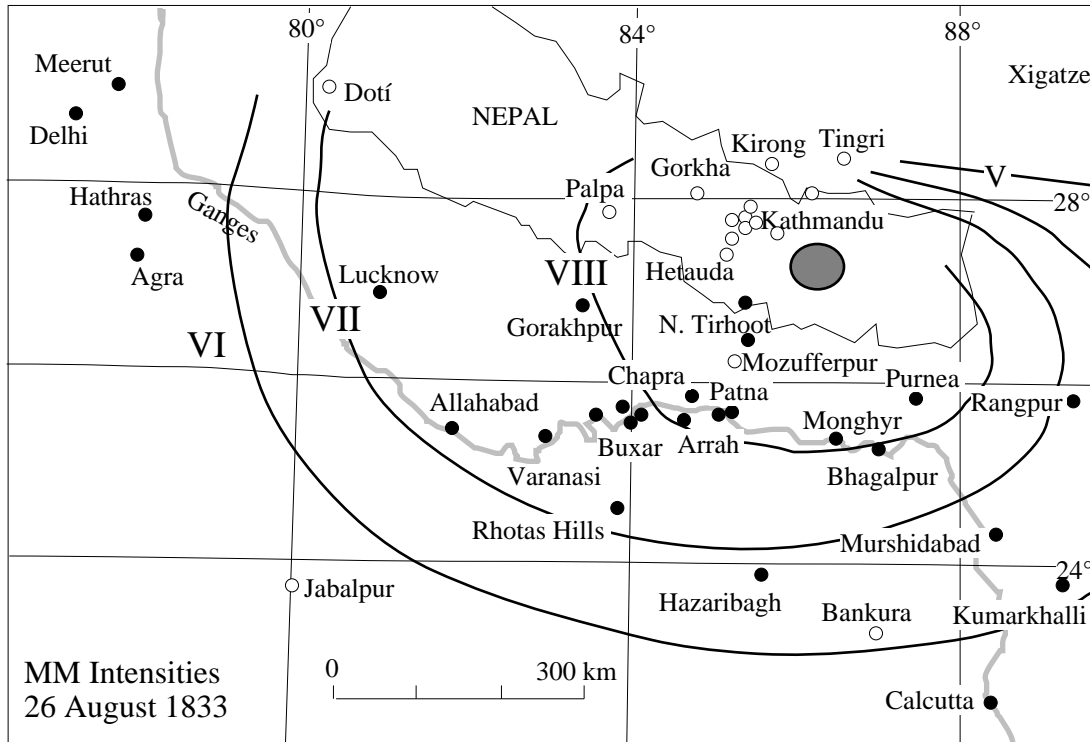 80°
84°
88°
Meerut
Xigatze
Dotí
Delhi
NEPAL
Kirong
Tingri
Gorkha
V
Hathras
Palpa
28°
Ganges
Kathmandu
Agra
Lucknow
VIII
Hetauda
VII
Gorakhpur
N. Tirhoot
VI
Mozufferpur
Chapra
Patna
Purnea
Allahabad
Rangpur
Monghyr
Buxar
Arrah
Varanasi
Bhagalpur
Rhotas Hills
Murshidabad
24°
Jabalpur
Hazaribagh
Bankura
Kumarkhalli
MM Intensities
0
300 km
26 August 1833
Calcutta